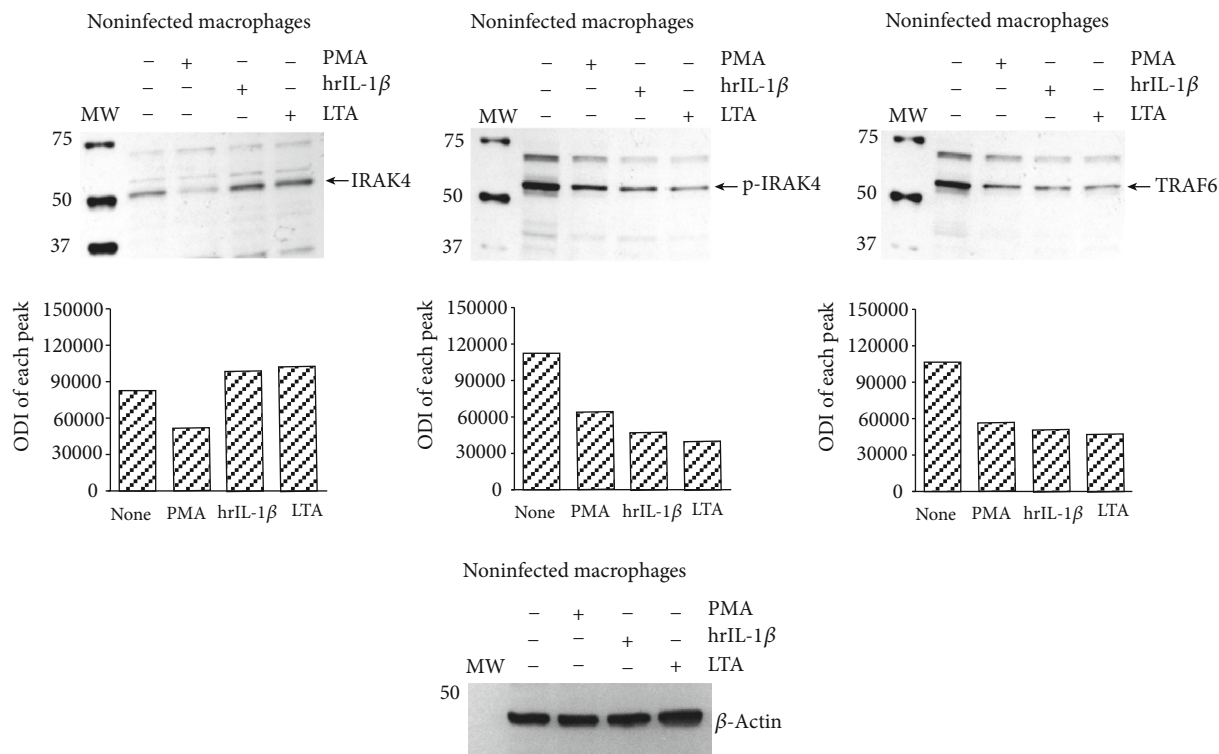 Noninfected macrophages
– + – – PMA
– – + – hrIL-1β
MW – – – + LTA
75
50
37
IRAK4
Noninfected macrophages
– + – – PMA
– – + – hrIL-1β
MW – – – + LTA
75
50
37
p-IRAK4
Noninfected macrophages
– + – – PMA
– – + – hrIL-1β
MW – – – + LTA
75
50
37
TRAF6
ODI of each peak
150000
120000
90000
60000
30000
0
None PMA hrIL-1β LTA
ODI of each peak
150000
120000
90000
60000
30000
0
None PMA hrIL-1β LTA
ODI of each peak
150000
120000
90000
60000
30000
0
None PMA hrIL-1β LTA
Noninfected macrophages
– + – – PMA
– – + – hrIL-1β
MW – – – + LTA
50
β-Actin